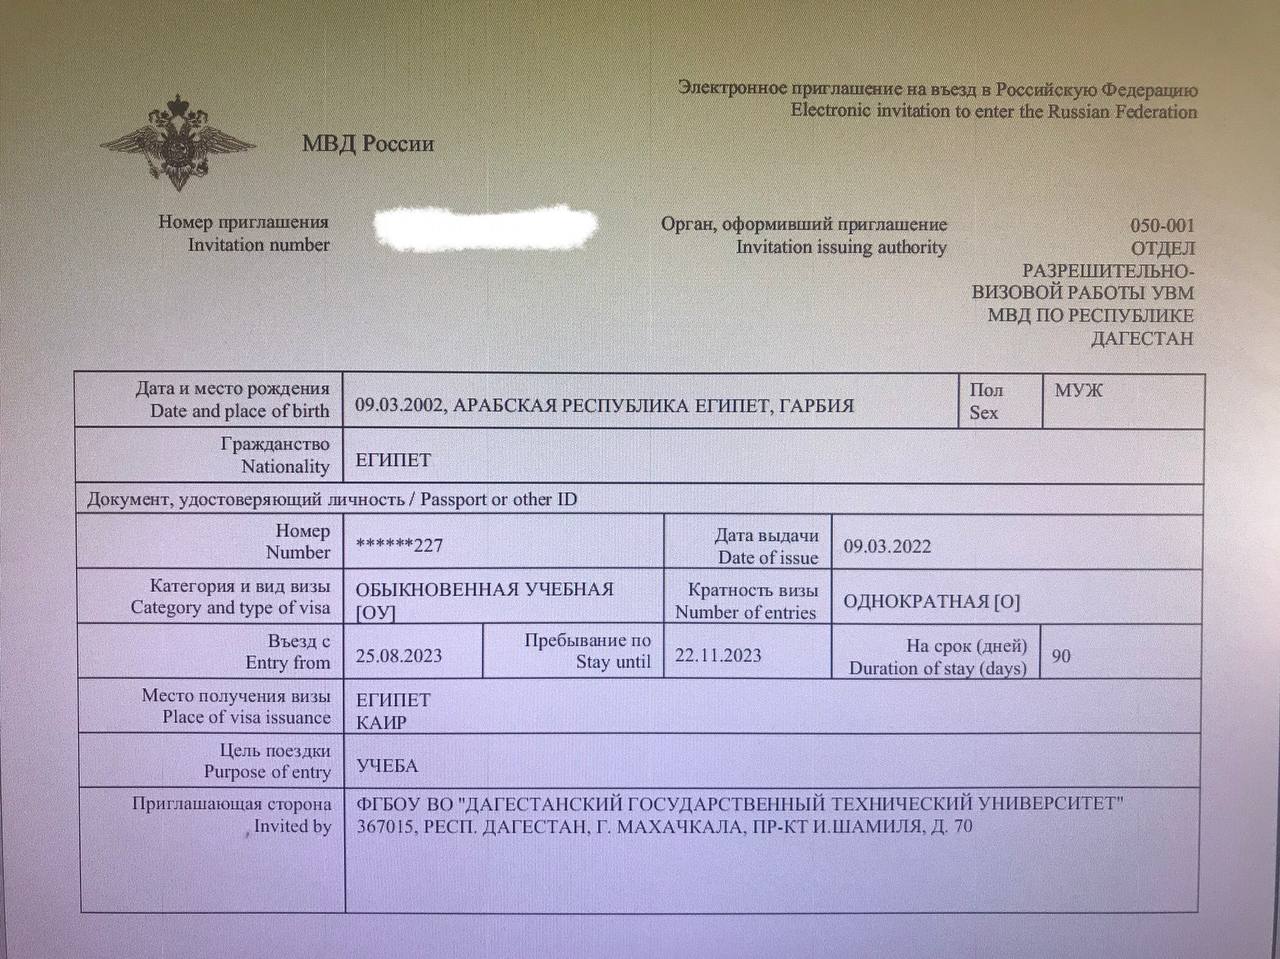 Электронное приглашение на въезд в Российскую Федерацию
Electronic invitation to enter the Russian Federation
МВД России
Номер приглашения
Invitation number
Орган, оформивший приглашение
Invitation issuing authority
050-001
ОТДЕЛ
РАЗРЕШИТЕЛЬНО-
ВИЗОВОЙ РАБОТЫ УВМ
МВД ПО РЕСПУБЛИКЕ
ДАГЕСТАН
Дата и место рождения
Date and place of birth
09.03.2002, АРАБСКАЯ РЕСПУБЛИКА ЕГИПЕТ, ГАРБИЯ
Пол
Sex
МУЖ
Гражданство
Nationality
ЕГИПЕТ
Документ, удостоверяющий личность / Passport or other ID
Номер
Number
******227
Дата выдачи
Date of issue
09.03.2022
Категория и вид визы
Category and type of visa
ОБЫКНОВЕННАЯ УЧЕБНАЯ
[ОУ]
Кратность визы
Number of entries
ОДНОКРАТНАЯ [О]
Въезд с
Entry from
25.08.2023
Пребывание по
Stay until
22.11.2023
На срок (дней)
Duration of stay (days)
90
Место получения визы
Place of visa issuance
ЕГИПЕТ
КАИР
Цель поездки
Purpose of entry
УЧЕБА
Приглашающая сторона
Invited by
ФГБОУ ВО "ДАГЕСТАНСКИЙ ГОСУДАРСТВЕННЫЙ ТЕХНИЧЕСКИЙ УНИВЕРСИТЕТ"
367015, РЕСП. ДАГЕСТАН, Г. МАХАЧКАЛА, ПР-КТ И.ШАМИЛЯ, Д. 70